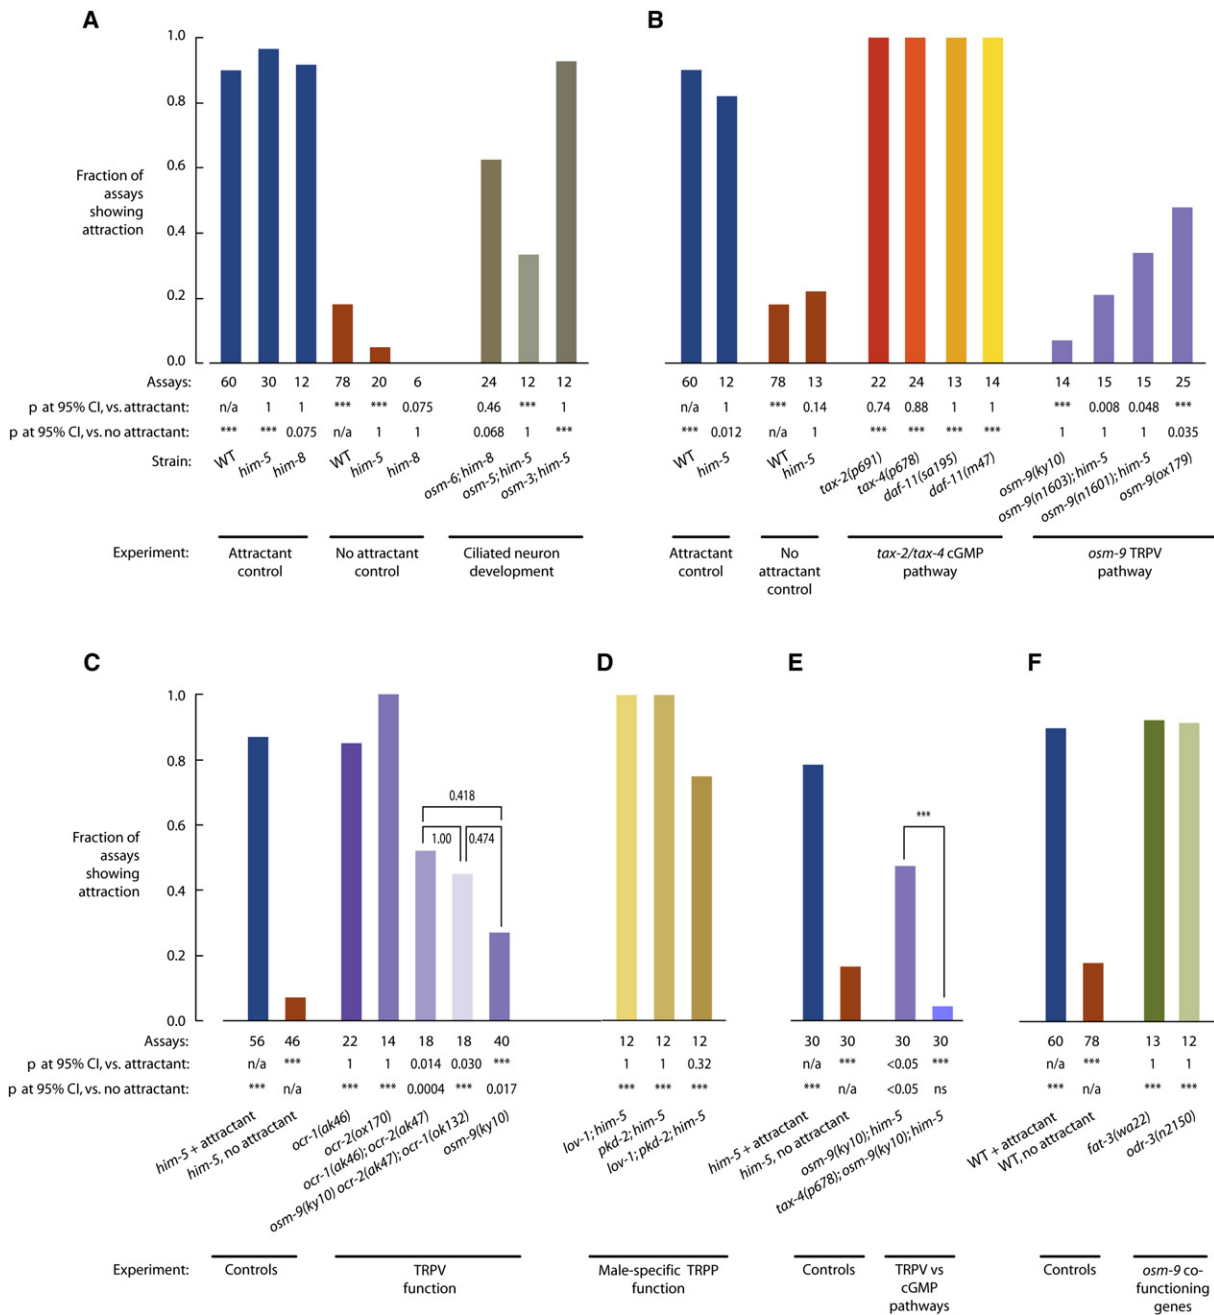 A
B
1.0
0.8
0.6
0.4
0.2
0.0
Fraction of
assays
showing
attraction
Assays: 60 30 12 78 20 6 24 12 12 60 12 78 13 22 24 13 14 14 15 15 25
p at 95% CI, vs. attractant: n/a 1 1 *** *** 0.075 0.46 *** 1 n/a 1 *** 0.14 0.74 0.88 1 1 *** 0.008 0.048 ***
p at 95% CI, vs. no attractant: *** *** 0.075 n/a 1 1 0.068 1 *** *** 0.012 n/a 1 *** *** *** *** 1 1 1 0.035
Strain: WT him-5 him-8 WT him-5 him-8 osm-6; him-8 osm-5; him-5 osm-3; him-5 WT him-5 WT him-5 tax-2(p691) tax-4(p678) daf-11(sa195) daf-11(m47) osm-9(ky10) osm-9(n1603); him-5 osm-9(n1601); him-5 osm-9(ox179)
Experiment: Attractant control
No attractant control
Ciliated neuron development
Attractant control
No attractant control
tax-2/tax-4 cGMP pathway
osm-9 TRPV pathway
C
D
E
F
1.0
0.8
0.6
0.4
0.2
0.0
Fraction of
assays
showing
attraction
0.418
1.00 0.474
***
Assays: 56 46 22 14 18 18 40 12 12 12 30 30 30 30 60 78 13 12
p at 95% CI, vs. attractant: n/a *** 1 1 0.014 0.030 *** 1 1 0.32 n/a *** <0.05 *** n/a *** 1 1
p at 95% CI, vs. no attractant: *** n/a *** *** 0.0004 *** 0.017 *** *** *** *** n/a <0.05 ns *** n/a *** ***
him-5 + attractant
him-5, no attractant
ocr-1(ak46)
ocr-2(ox170)
ocr-1(ak46); ocr-2(ak47)
osm-9(ky10) ocr-2(ak47); ocr-1(ok132)
osm-9(ky10)
lov-1; him-5
pkd-2; him-5
lov-1; pkd-2; him-5
him-5 + attractant
him-5, no attractant
osm-9(ky10); him-5
tax-4(p678); osm-9(ky10); him-5
WT + attractant
WT, no attractant
fat-3(wa22)
odr-3(n2150)
Experiment: Controls
TRPV
function
Male-specific TRPP
function
Controls
TRPV vs
cGMP
pathways
Controls
osm-9 co-
functioning
genes